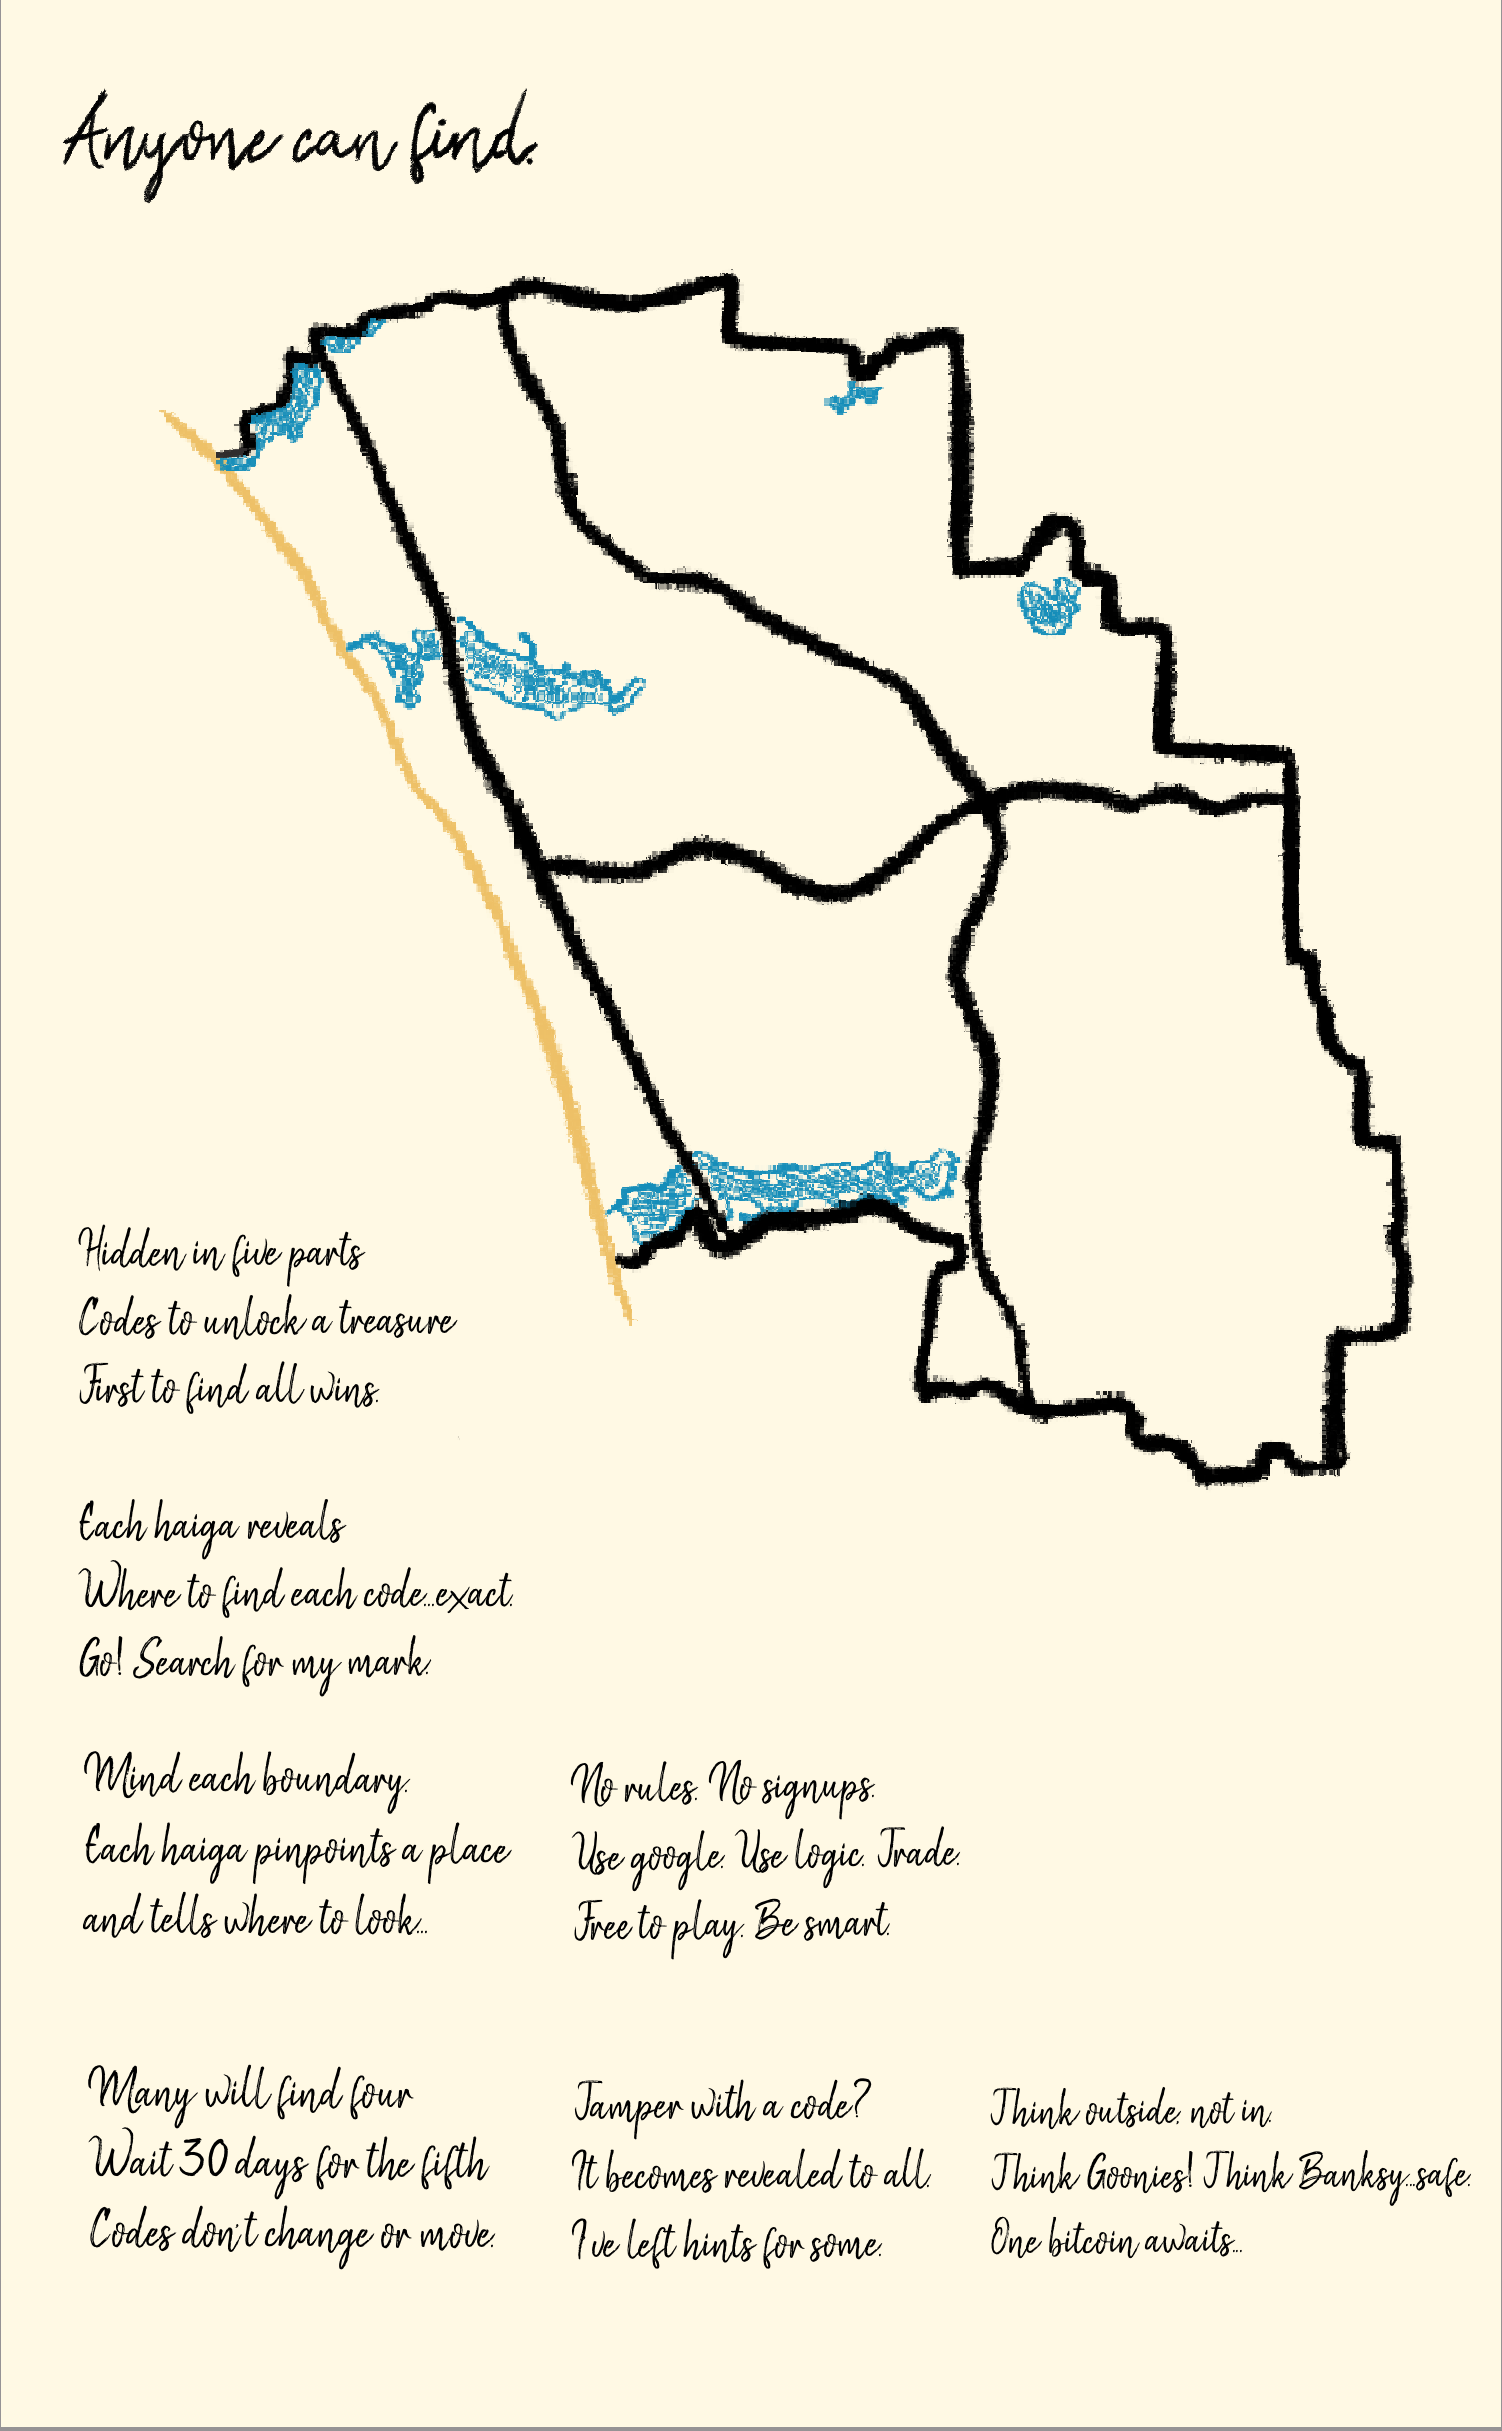 Anyone can find.
Hidden in five parts
Codes to unlock a treasure
First to find all wins.
Each haiga reveals
Where to find each code...exact.
Go! Search for my mark.
Mind each boundary.
Each haiga pinpoints a place
and tells where to look...
No rules. No signups.
Use google. Use logic. Trade.
Free to play. Be smart.
Many will find four
Wait 30 days for the fifth
Codes don't change or move.
Tamper with a code?
It becomes revealed to all.
I've left hints for some.
Think outside. not in.
Think Goonies! Think Banksy...safe.
One bitcoin awaits...